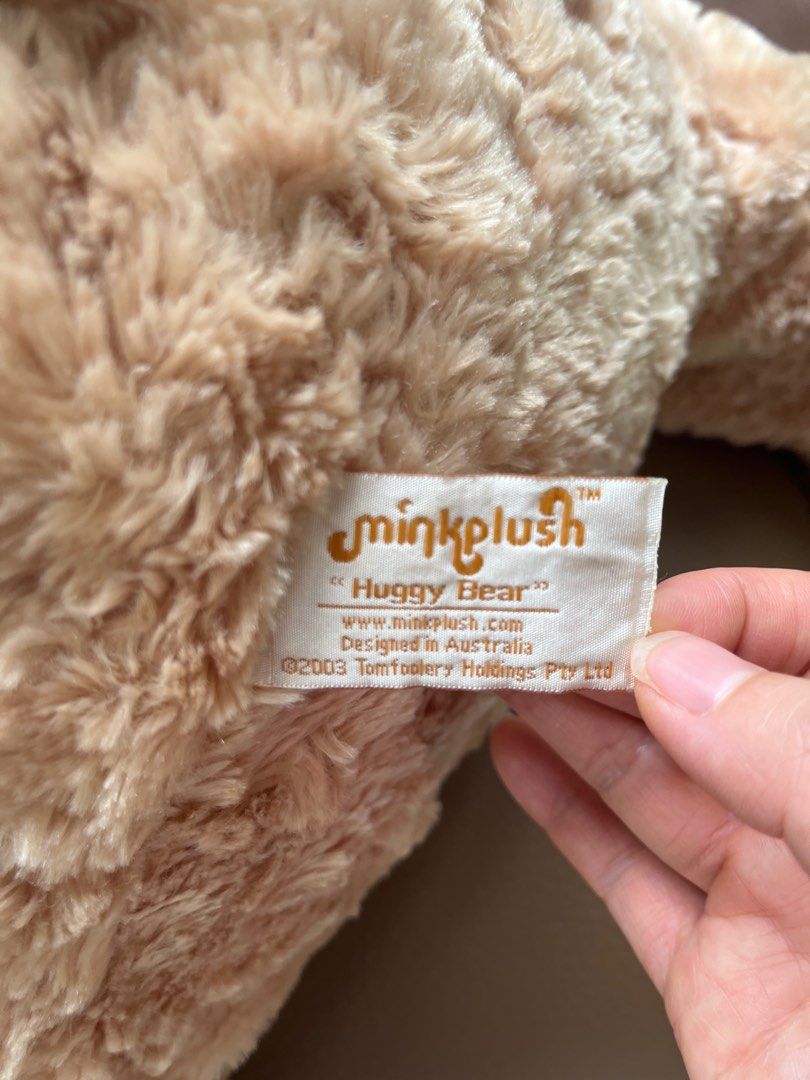 minkplush™
"Huggy Bear"
www.minkplush.com
Designed in Australia
©2003 Tomfoolery Holdings Pty Ltd